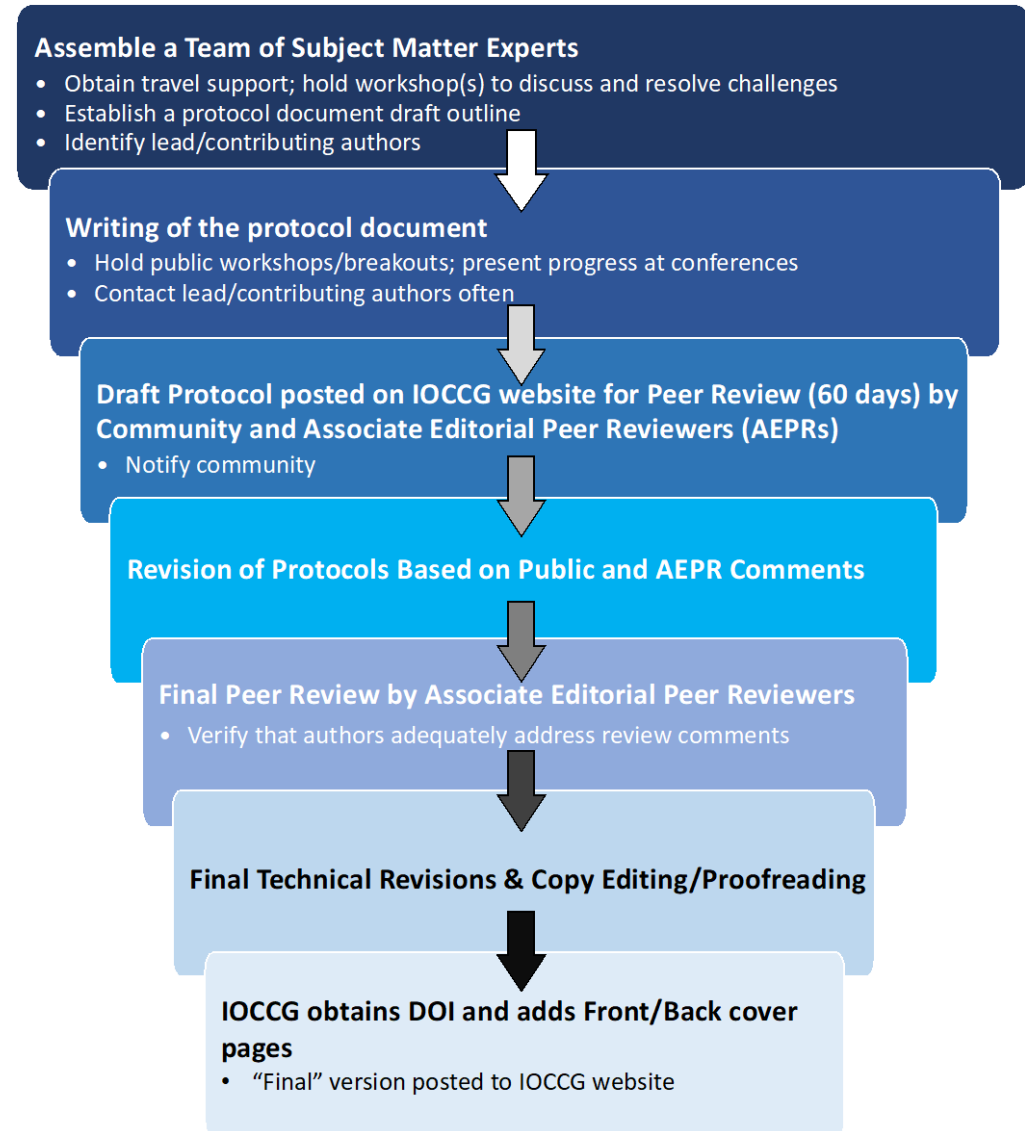 Assemble a Team of Subject Matter Experts
• Obtain travel support; hold workshop(s) to discuss and resolve challenges
• Establish a protocol document draft outline
• Identify lead/contributing authors
Writing of the protocol document
• Hold public workshops/breakouts; present progress at conferences
• Contact lead/contributing authors often
Draft Protocol posted on IOCCG website for Peer Review (60 days) by
Community and Associate Editorial Peer Reviewers (AEPRs)
• Notify community
Revision of Protocols Based on Public and AEPR Comments
Final Peer Review by Associate Editorial Peer Reviewers
• Verify that authors adequately address review comments
Final Technical Revisions & Copy Editing/Proofreading
IOCCG obtains DOI and adds Front/Back cover
pages
• “Final” version posted to IOCCG website